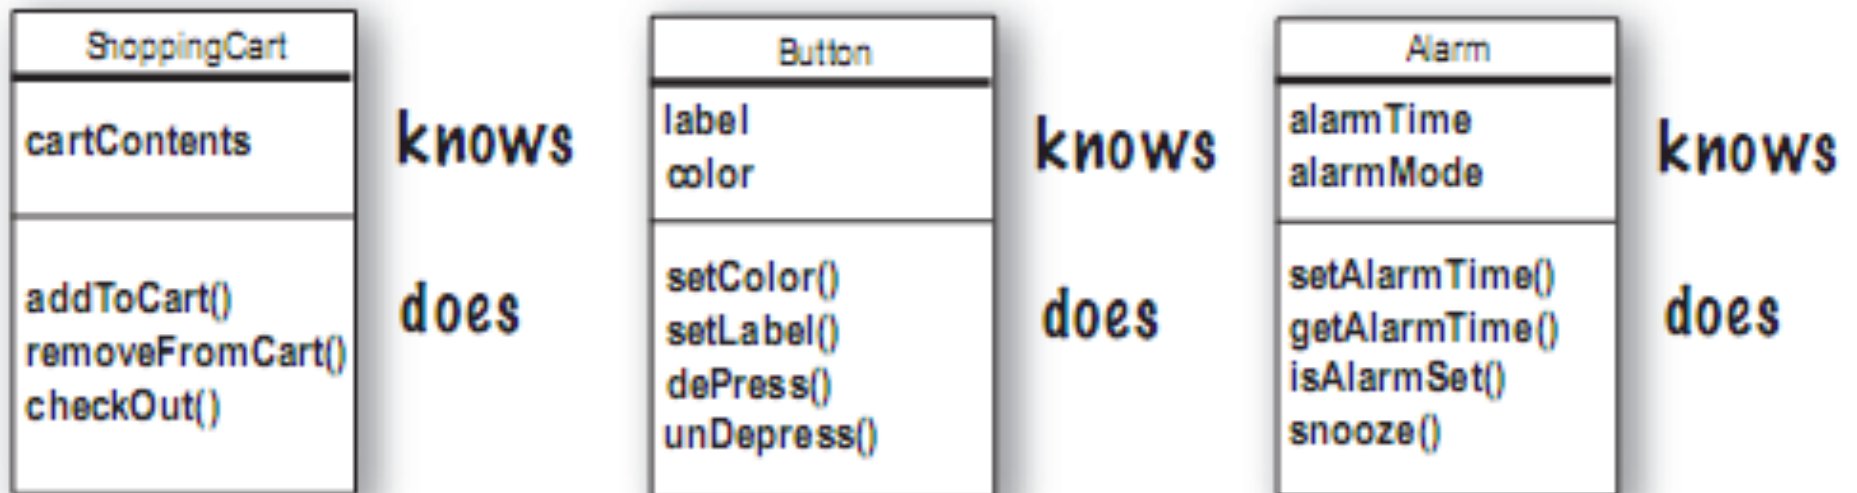 ShoppingCart
cartContents
knows
addToCart()
removeFromCart()
checkOut()
does
Button
label
color
knows
setColor()
setLabel()
dePress()
unDepress()
does
Alarm
alarmTime
alarmMode
knows
setAlarmTime()
getAlarmTime()
isAlarmSet()
snooze()
does